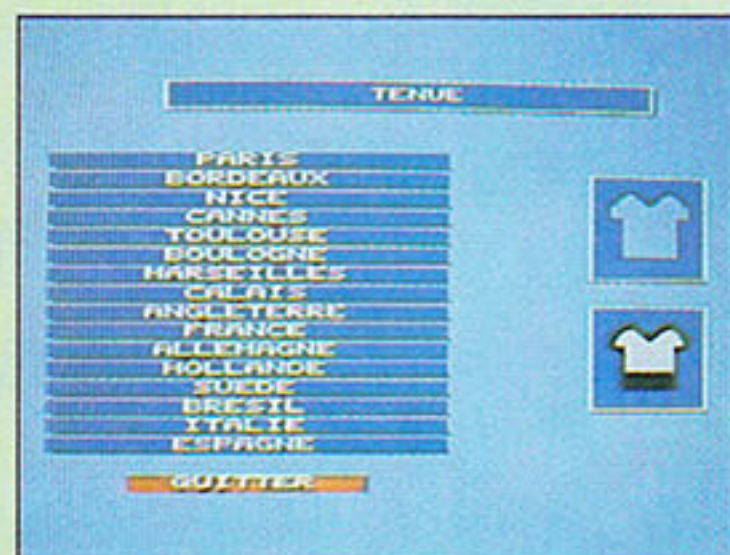 TENUE
PARIS
BORDEAUX
NICE
CANNES
TOULOUSE
BOULOGNE
MARSEILLES
CALAIS
ANGLETERRE
FRANCE
ALLEMAGNE
HOLLANDE
SUEDE
BRESIL
ITALIE
ESPAGNE
QUITTER